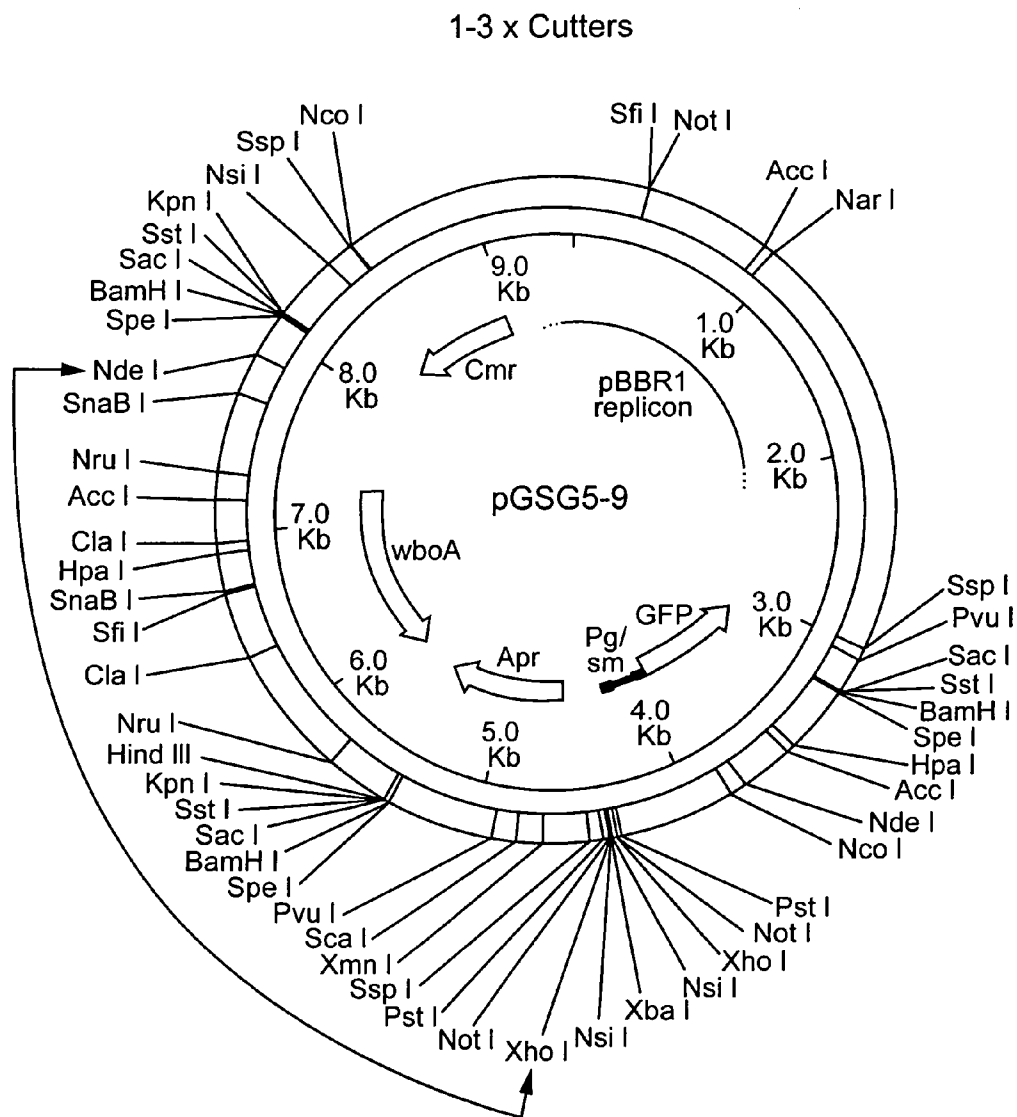 1-3 x Cutters
Sfi I
Not I
Acc I
Nar I
Nco I
Ssp I
Nsi I
Kpn I
Sst I
Sac I
BamH I
Spe I
Nde I
SnaB I
Nru I
Acc I
Cla I
Hpa I
SnaB I
Sfi I
Cla I
Nru I
Hind III
Kpn I
Sst I
Sac I
BamH I
Spe I
Pvu I
Sca I
Xmn I
Ssp I
Pst I
Not I
Xho I
Nsi I
Xba I
Nsi I
Xho I
Not I
Pst I
Nco I
Nde I
Acc I
Hpa I
Spe I
BamH I
Sst I
Sac I
Pvu I
Ssp I
9.0
Kb
1.0
Kb
2.0
Kb
3.0
Kb
4.0
Kb
5.0
Kb
6.0
Kb
7.0
Kb
8.0
Kb
Cmr
pBBR1
replicon
pGSG5-9
wboA
Apr
Pg/
sm
GFP